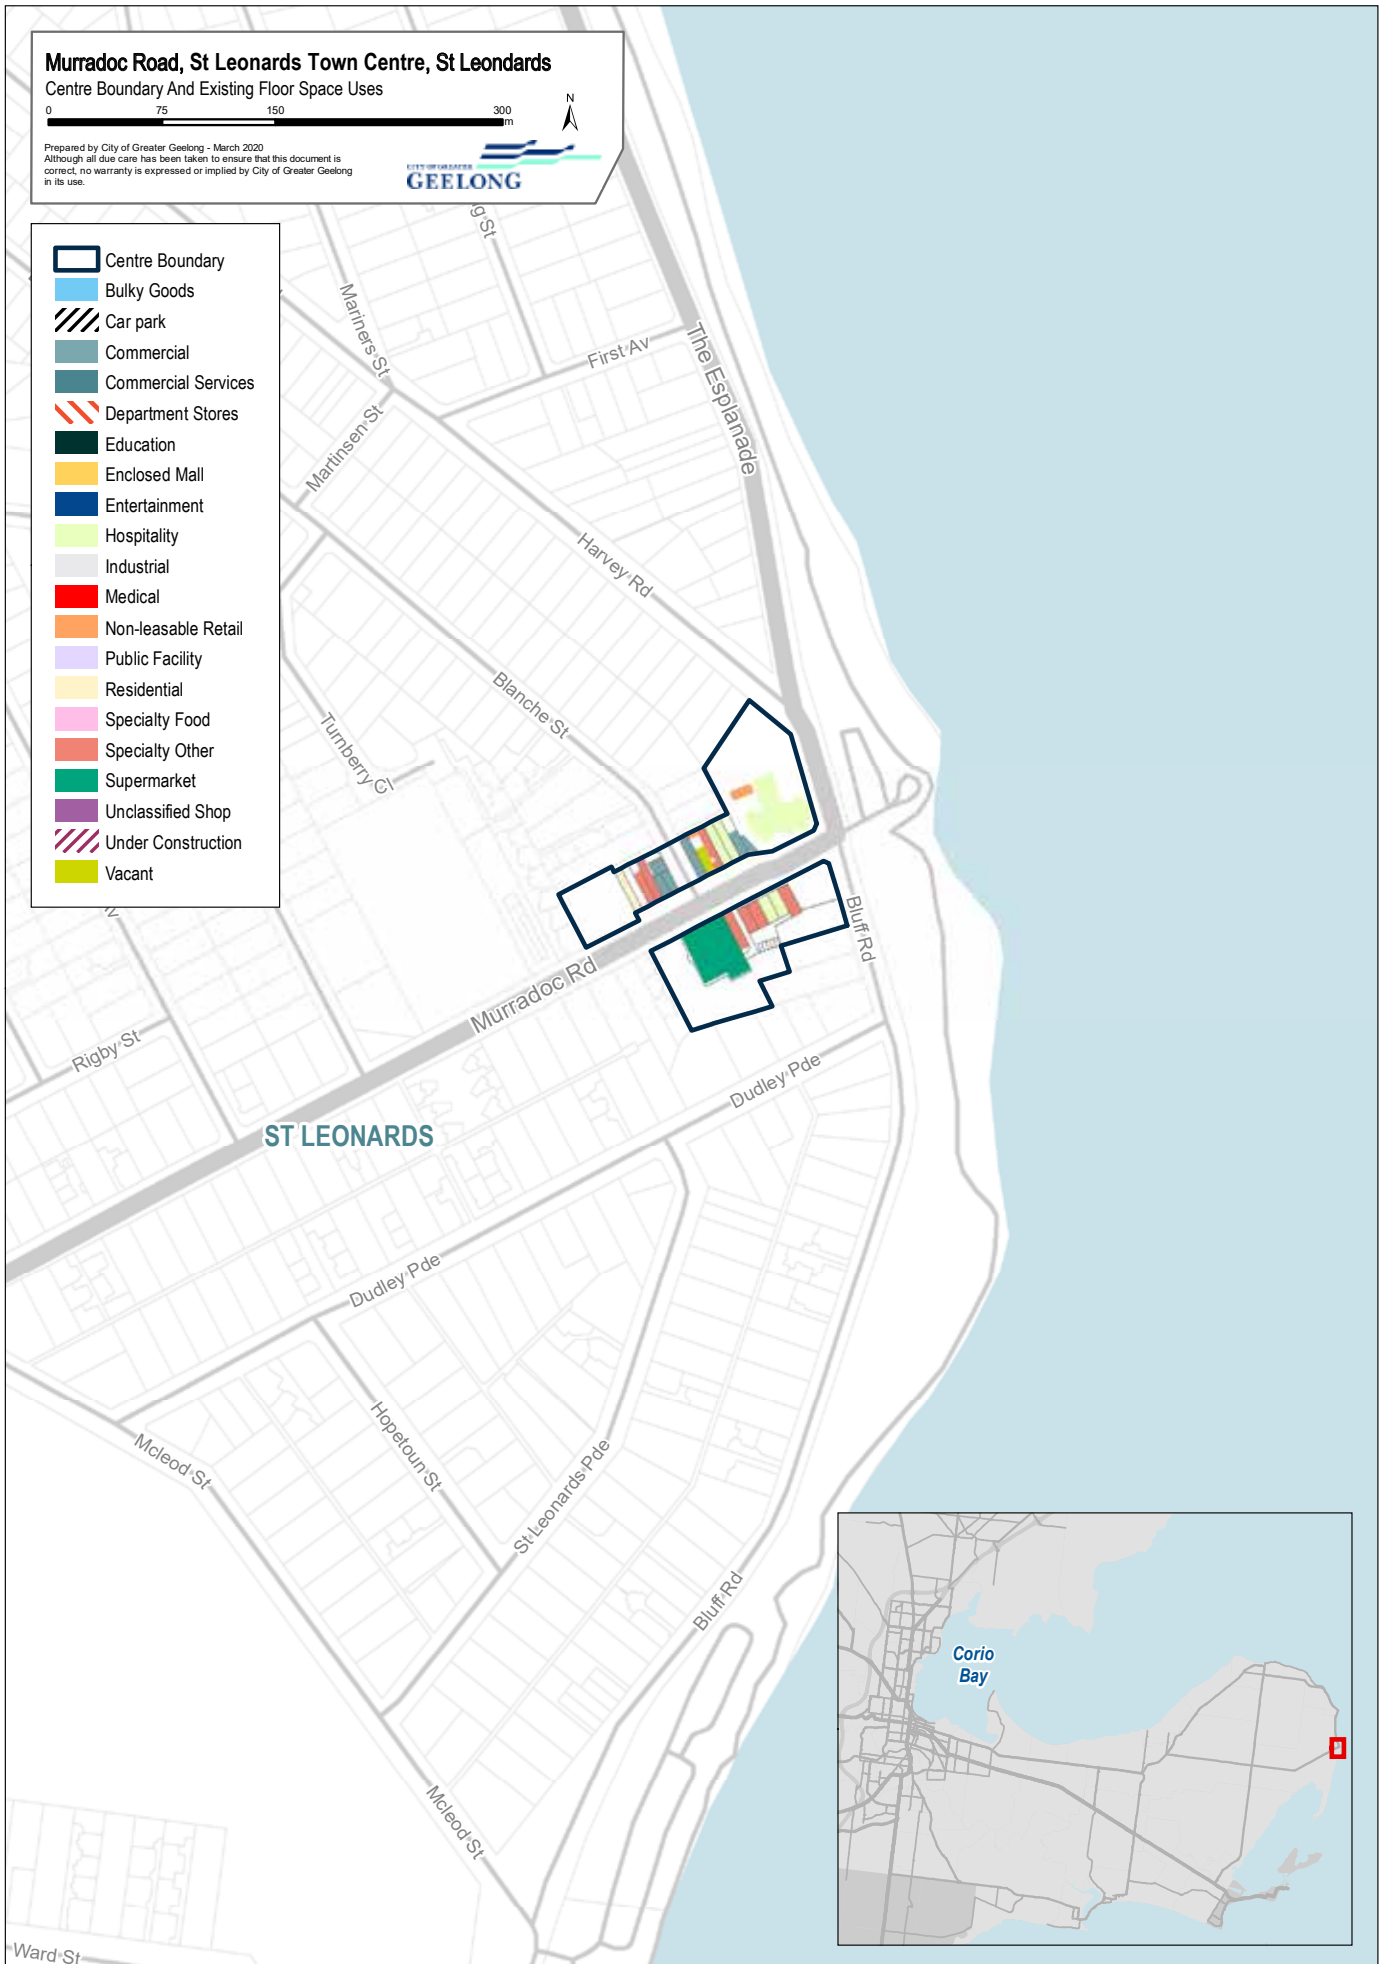 Murradoc Road, St Leonards Town Centre, St Leondards
Centre Boundary And Existing Floor Space Uses
0 75 150 300
m
N
Prepared by City of Greater Geelong - March 2020
Although all due care has been taken to ensure that this document is
correct, no warranty is expressed or implied by City of Greater Geelong
in its use.
CITY OF GREATER
GEELONG
Centre Boundary
Bulky Goods
Car park
Commercial
Commercial Services
Department Stores
Education
Enclosed Mall
Entertainment
Hospitality
Industrial
Medical
Non-leasable Retail
Public Facility
Residential
Specialty Food
Specialty Other
Supermarket
Unclassified Shop
Under Construction
Vacant
g St
Mariners St
First Av
The Esplanade
Martinsen St
Harvey Rd
Blanche St
Turnberry Cl
Bluff Rd
Murradoc Rd
Rigby St
Dudley Pde
ST LEONARDS
Dudley Pde
Hopetoun St
Mcleod St
St Leonards Pde
Bluff Rd
Mcleod St
Ward St
Corio
Bay